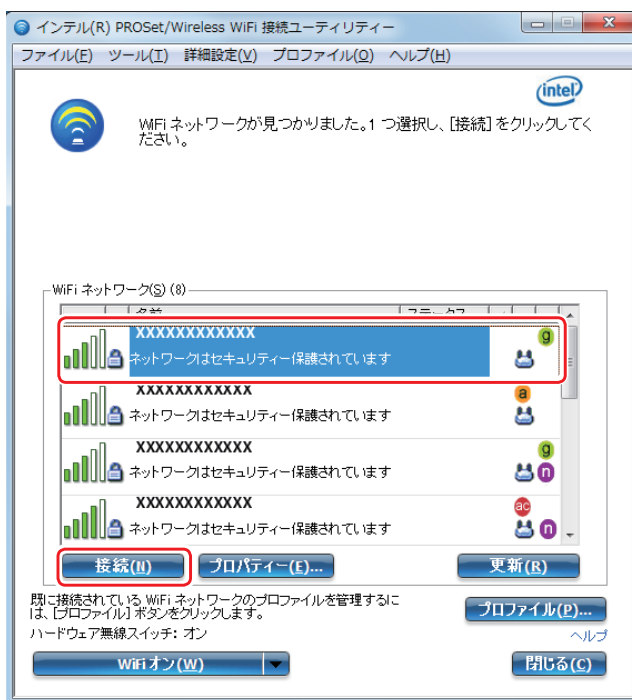 インテル(R) PROSet/Wireless WiFi 接続ユーティリティー
ファイル(F) ツール(T) 詳細設定(V) プロファイル(O) ヘルプ(H)
intel
WiFi ネットワークが見つかりました。1 つ選択し、[接続] をクリックしてく
ださい。
WiFi ネットワーク(S) (8)
名前 ステータス
XXXXXXXXXXXX
g
ネットワークはセキュリティー保護されています
XXXXXXXXXXXX
a
ネットワークはセキュリティー保護されています
XXXXXXXXXXXX
g
ネットワークはセキュリティー保護されています n
XXXXXXXXXXXX
ac
ネットワークはセキュリティー保護されています n
接続(N) プロパティー(E)... 更新(R)
既に接続されている WiFi ネットワークのプロファイルを管理するに
は、[プロファイル] ボタンをクリックします。
プロファイル(P)...
ハードウェア無線スイッチ: オン
ヘルプ
WiFi オン(W) 閉じる(C)